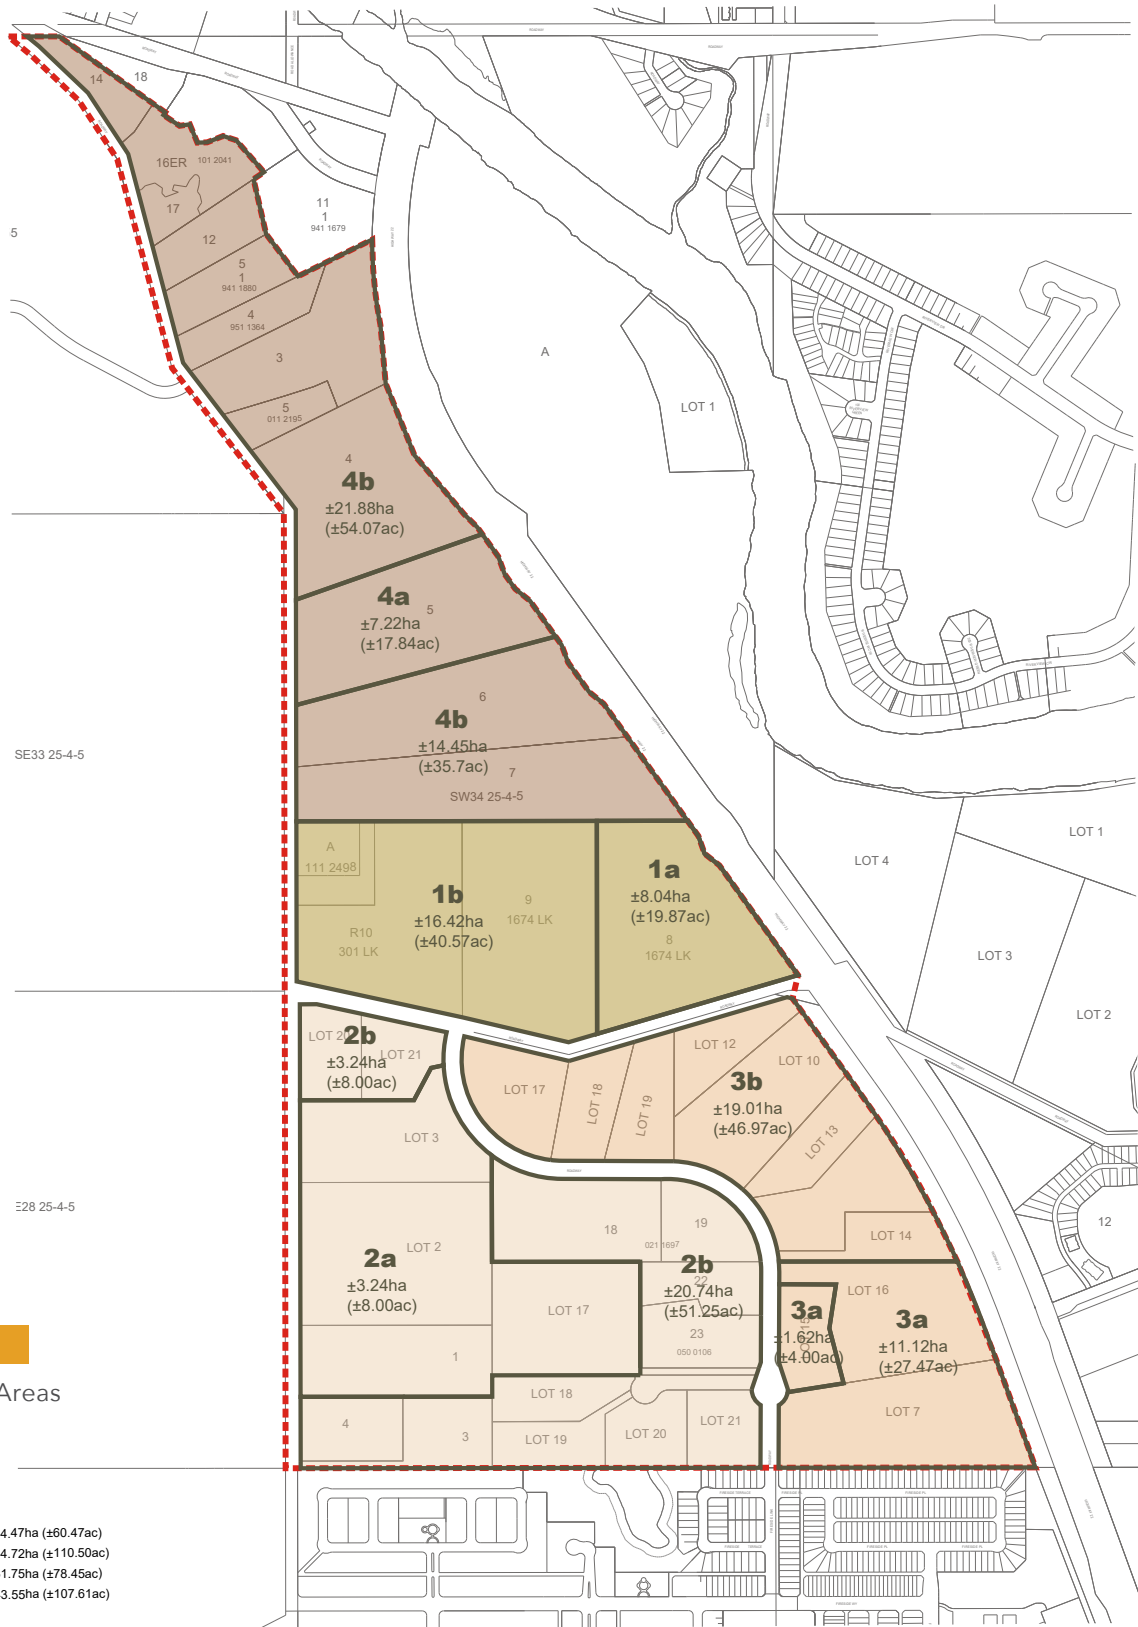 14
18
16ER
101 2041
17
12
11
1
941 1679
5
5
1
941 1880
4
951 1364
3
5
011 2195
4
4b
±21.88ha
(±54.07ac)
A
LOT 1
4a
5
±7.22ha
(±17.84ac)
6
4b
±14.45ha
(±35.7ac)
7
SW34 25-4-5
SE33 25-4-5
A
111 2498
1b
±16.42ha
(±40.57ac)
9
1674 LK
R10
301 LK
1a
±8.04ha
(±19.87ac)
8
1674 LK
LOT 4
LOT 1
LOT 3
LOT 2
LOT 20
2b
LOT 21
±3.24ha
(±8.00ac)
LOT 3
LOT 17
LOT 18
LOT 19
LOT 12
LOT 10
3b
±19.01ha
(±46.97ac)
LOT 13
LOT 14
E28 25-4-5
12
2a
LOT 2
±3.24ha
(±8.00ac)
18
19
021 1697
2b
22
±20.74ha
(±51.25ac)
23
050 0106
LOT 17
1
3a
±1.62ha
(±4.00ac)
LOT 16
3a
±11.12ha
(±27.47ac)
LOT 7
LOT 18
4
3
LOT 19
LOT 20
LOT 21
Areas
4.47ha (±60.47ac)
4.72ha (±110.50ac)
1.75ha (±78.45ac)
3.55ha (±107.61ac)